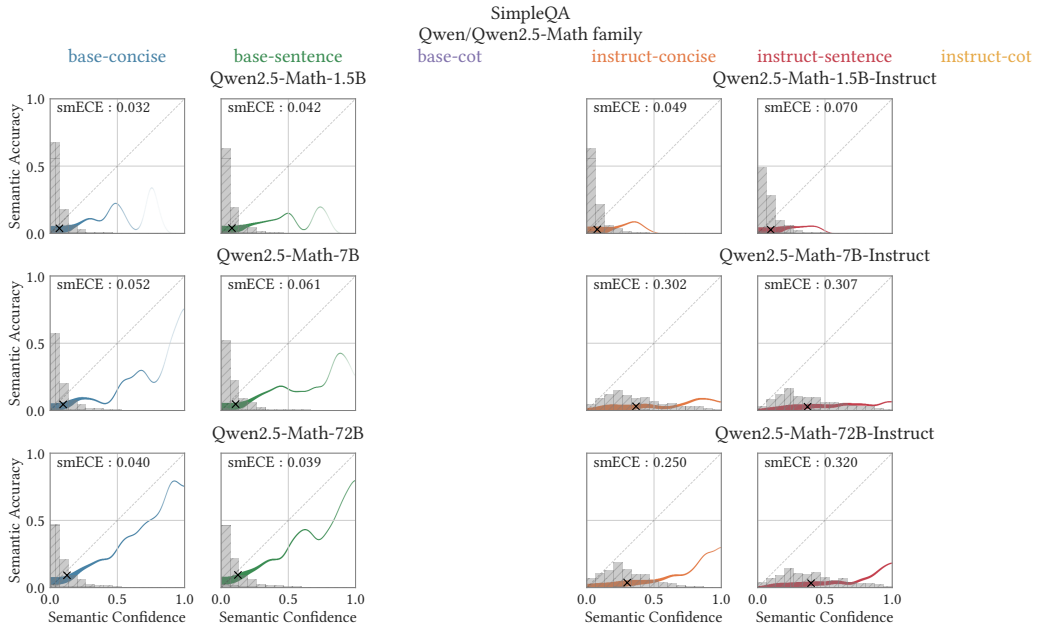 SimpleQA
Qwen/Qwen2.5-Math family
base-concise base-sentence base-cot instruct-concise instruct-sentence instruct-cot
Qwen2.5-Math-1.5B Qwen2.5-Math-1.5B-Instruct
1.0 smECE : 0.032 smECE : 0.042 smECE : 0.049 smECE : 0.070
Semantic Accuracy
0.5
0.0
Qwen2.5-Math-7B Qwen2.5-Math-7B-Instruct
1.0 smECE : 0.052 smECE : 0.061 smECE : 0.302 smECE : 0.307
Semantic Accuracy
0.5
0.0
Qwen2.5-Math-72B Qwen2.5-Math-72B-Instruct
1.0 smECE : 0.040 smECE : 0.039 smECE : 0.250 smECE : 0.320
Semantic Accuracy
0.5
0.0
0.0 0.5 1.0 0.0 0.5 1.0 0.0 0.5 1.0 0.0 0.5 1.0
Semantic Confidence Semantic Confidence Semantic Confidence Semantic Confidence